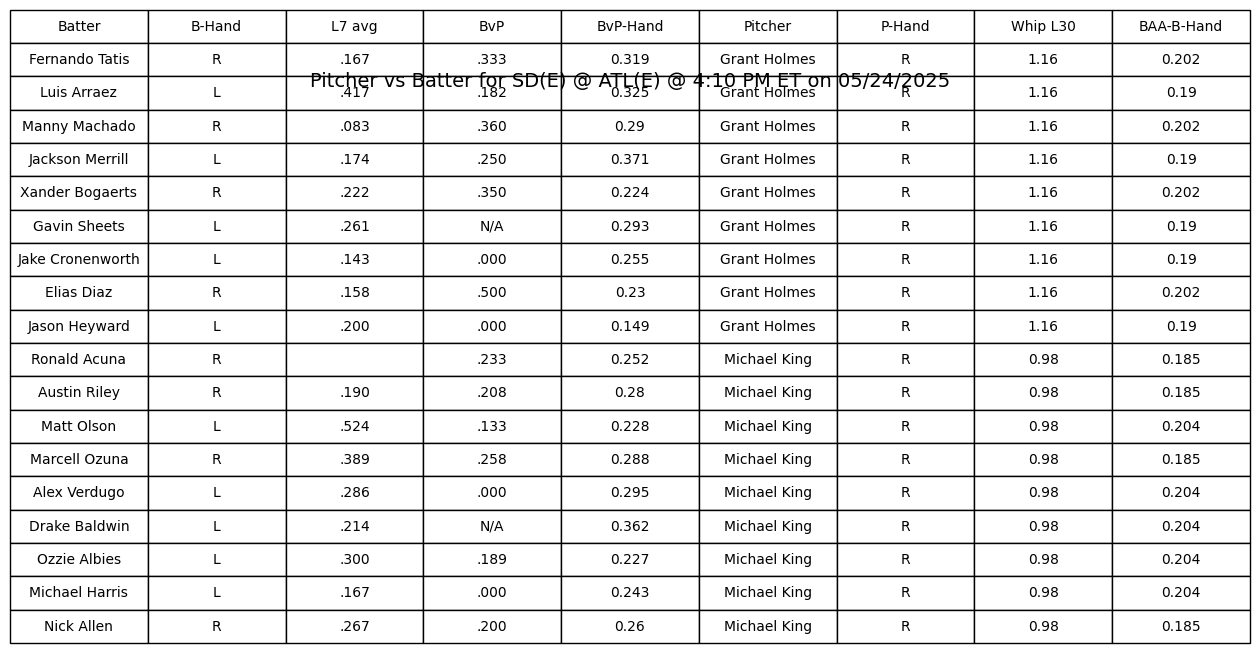 Batter B-Hand L7 avg BvP BvP-Hand Pitcher P-Hand Whip L30 BAA-B-Hand
Fernando Tatis R .167 .333 0.319 Grant Holmes R 1.16 0.202
Pitcher vs Batter for SD(E) @ ATL(E) @ 4:10 PM ET on 05/24/2025
Luis Arraez L .417 .182 0.325 Grant Holmes R 1.16 0.19
Manny Machado R .083 .360 0.29 Grant Holmes R 1.16 0.202
Jackson Merrill L .174 .250 0.371 Grant Holmes R 1.16 0.19
Xander Bogaerts R .222 .350 0.224 Grant Holmes R 1.16 0.202
Gavin Sheets L .261 N/A 0.293 Grant Holmes R 1.16 0.19
Jake Cronenworth L .143 .000 0.255 Grant Holmes R 1.16 0.19
Elias Diaz R .158 .500 0.23 Grant Holmes R 1.16 0.202
Jason Heyward L .200 .000 0.149 Grant Holmes R 1.16 0.19
Ronald Acuna R .233 0.252 Michael King R 0.98 0.185
Austin Riley R .190 .208 0.28 Michael King R 0.98 0.185
Matt Olson L .524 .133 0.228 Michael King R 0.98 0.204
Marcell Ozuna R .389 .258 0.288 Michael King R 0.98 0.185
Alex Verdugo L .286 .000 0.295 Michael King R 0.98 0.204
Drake Baldwin L .214 N/A 0.362 Michael King R 0.98 0.204
Ozzie Albies L .300 .189 0.227 Michael King R 0.98 0.204
Michael Harris L .167 .000 0.243 Michael King R 0.98 0.204
Nick Allen R .267 .200 0.26 Michael King R 0.98 0.185